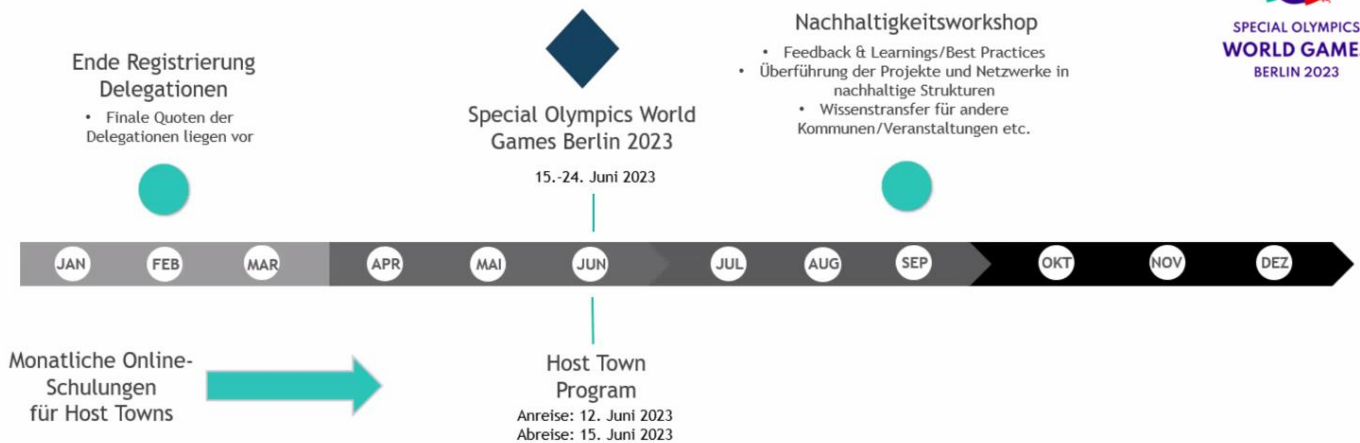 Ende Registrierung
Delegationen
• Finale Quoten der
Delegationen liegen vor
Special Olympics World
Games Berlin 2023
15.-24. Juni 2023
Nachhaltigkeitsworkshop
• Feedback & Learnings/Best Practices
• Überführung der Projekte und Netzwerke in
nachhaltige Strukturen
• Wissenstransfer für andere
Kommunen/Veranstaltungen etc.
SPECIAL OLYMPICS
WORLD GAME
BERLIN 2023
JAN FEB MAR APR MAI JUN JUL AUG SEP OKT NOV DEZ
Monatliche Online-
Schulungen
für Host Towns
Host Town
Program
Anreise: 12. Juni 2023
Abreise: 15. Juni 2023